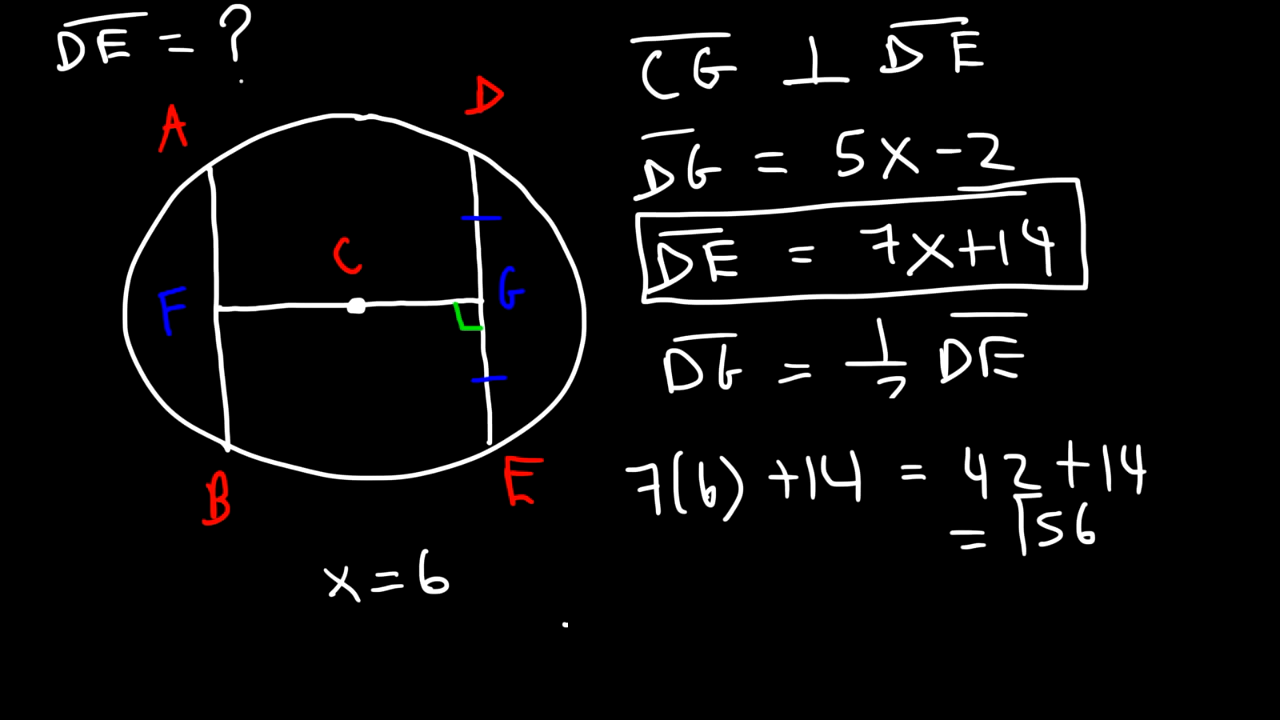 DE = ?
A
D
C
F
G
B
E
x = 6
CG ⊥ DE
DG = 5x - 2
DE = 7x + 14
DG = 1/2 DE
7(6) + 14 = 42 + 14
= 56